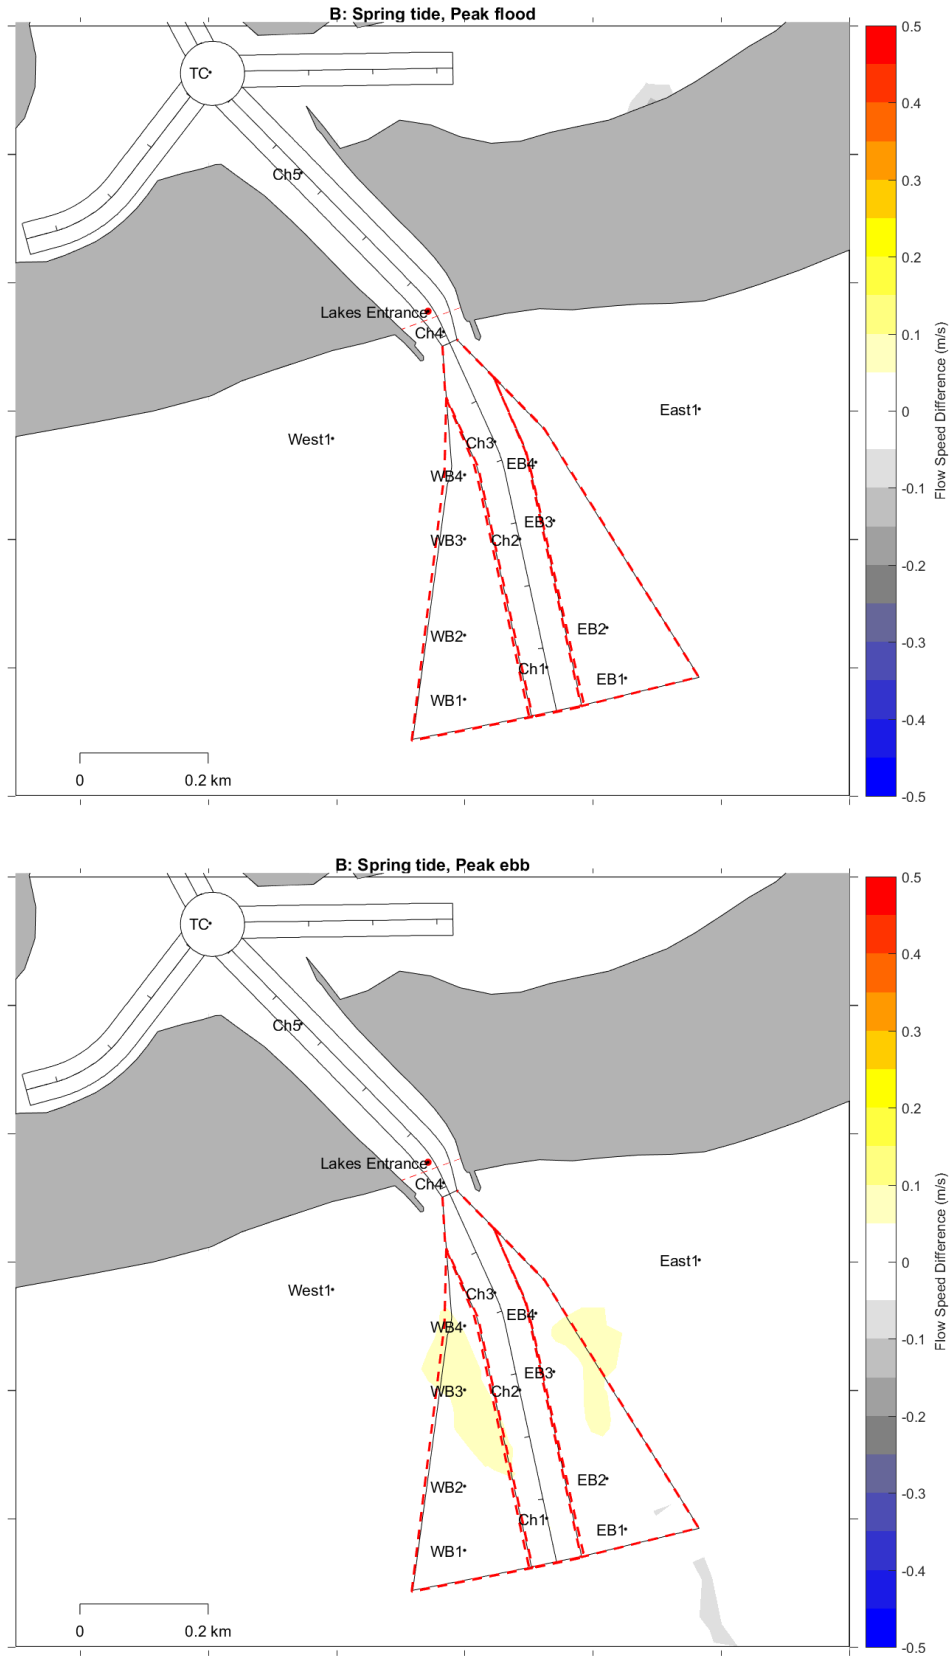 B: Spring tide, Peak flood
TC
Ch5
Lakes Entrance
Ch4
West1
East1
Ch3
WB4
EB4
EB3
WB3
Ch2
WB2
EB2
Ch1
EB1
WB1
0
0.2 km
0.5
0.4
0.3
0.2
0.1
0
-0.1
-0.2
-0.3
-0.4
-0.5
Flow Speed Difference (m/s)
B: Spring tide, Peak ebb
TC
Ch5
Lakes Entrance
Ch4
West1
East1
Ch3
WB4
EB4
EB3
WB3
Ch2
WB2
EB2
Ch1
EB1
WB1
0
0.2 km
0.5
0.4
0.3
0.2
0.1
0
-0.1
-0.2
-0.3
-0.4
-0.5
Flow Speed Difference (m/s)